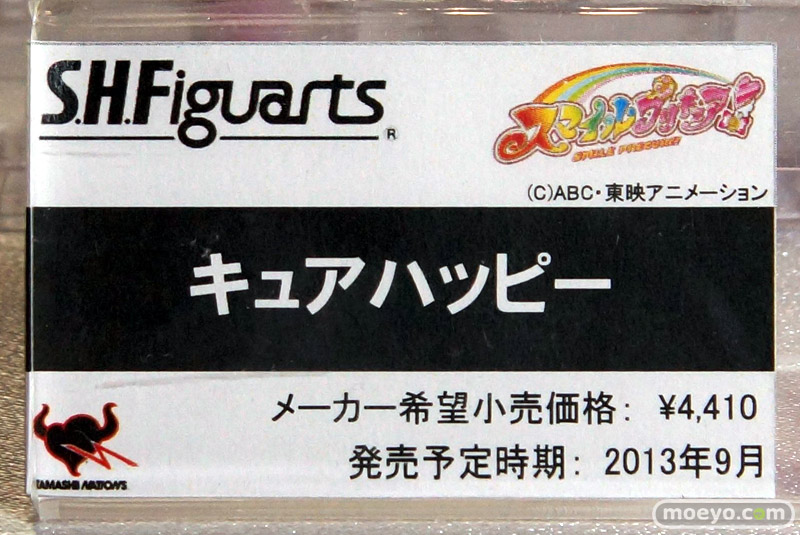 S.H.Figuarts
®
スマイルプリキュア!
SMILE PRECURE!
(C)ABC・東映アニメーション
キュアハッピー
メーカー希望小売価格: ¥4,410
発売予定時期: 2013年9月
TAMASHII NATIONS
moeyo.com